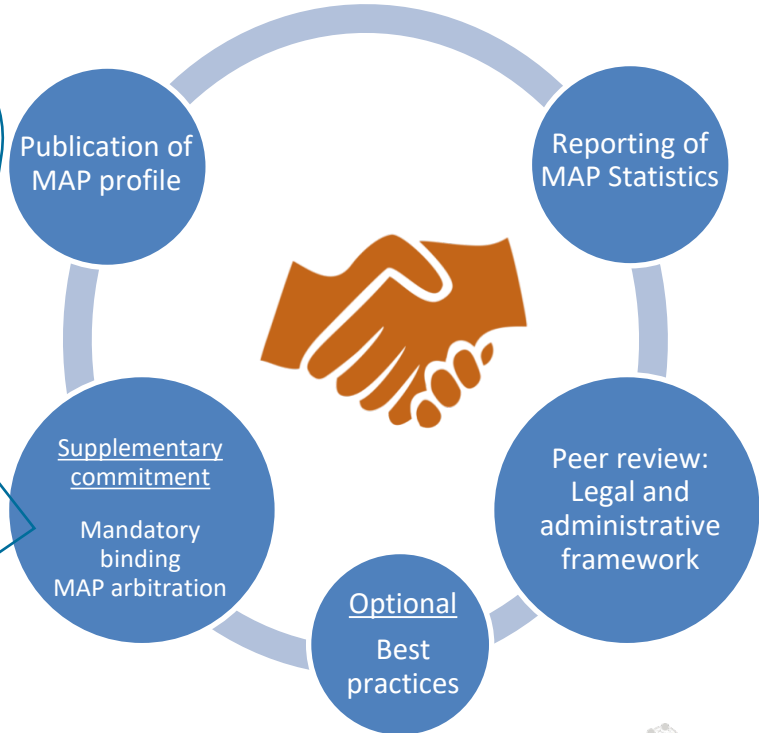 Publication of
MAP profile
Reporting of
MAP Statistics
Supplementary
commitment
Mandatory
binding
MAP arbitration
Peer review:
Legal and
administrative
framework
Optional
Best
practices